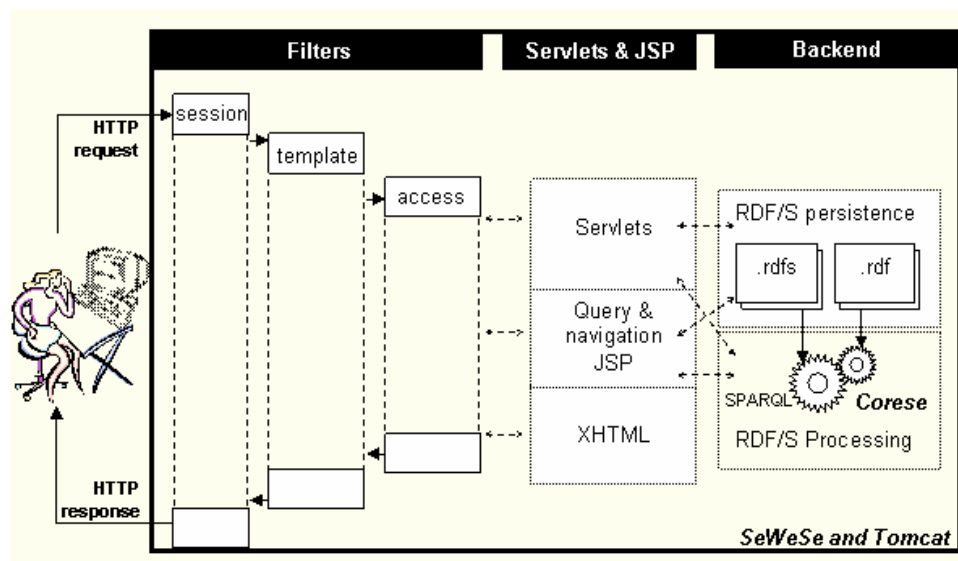 Filters
Servlets & JSP
Backend
HTTP
request
session
template
access
Servlets
Query &
navigation
JSP
XHTML
RDF/S persistence
.rdfs
.rdf
SPARQL
Corese
RDF/S Processing
HTTP
response
SeWeSe and Tomcat